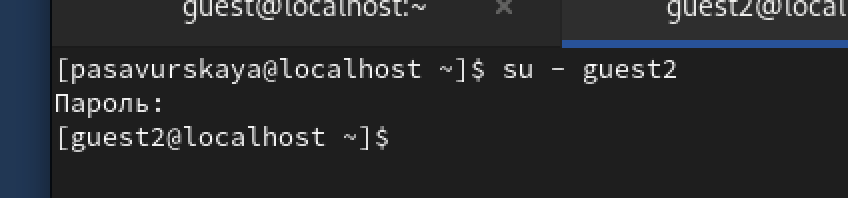 guest@localhost:~ × guest2@local
[pasavurskaya@localhost ~]$ su - guest2
Пароль:
[guest2@localhost ~]$